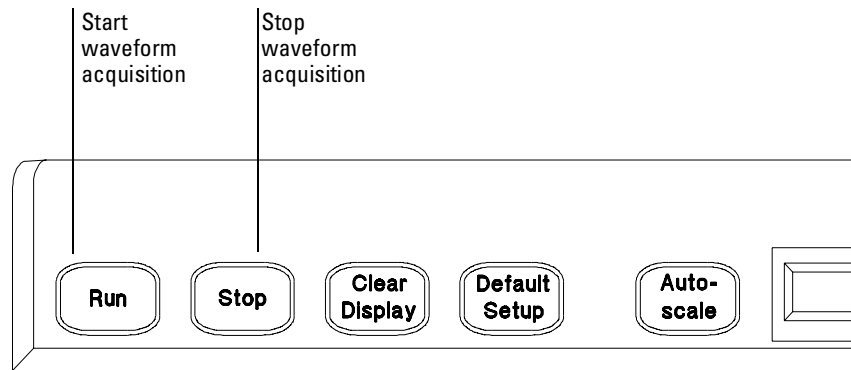 Start
waveform
acquisition
Stop
waveform
acquisition
Run
Stop
Clear
Display
Default
Setup
Auto-
scale